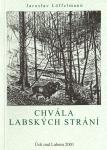 Jaroslav Löffelmann
CHVÁLA
LABSKÝCH STRÁNÍ
Ústí nad Labem 2001